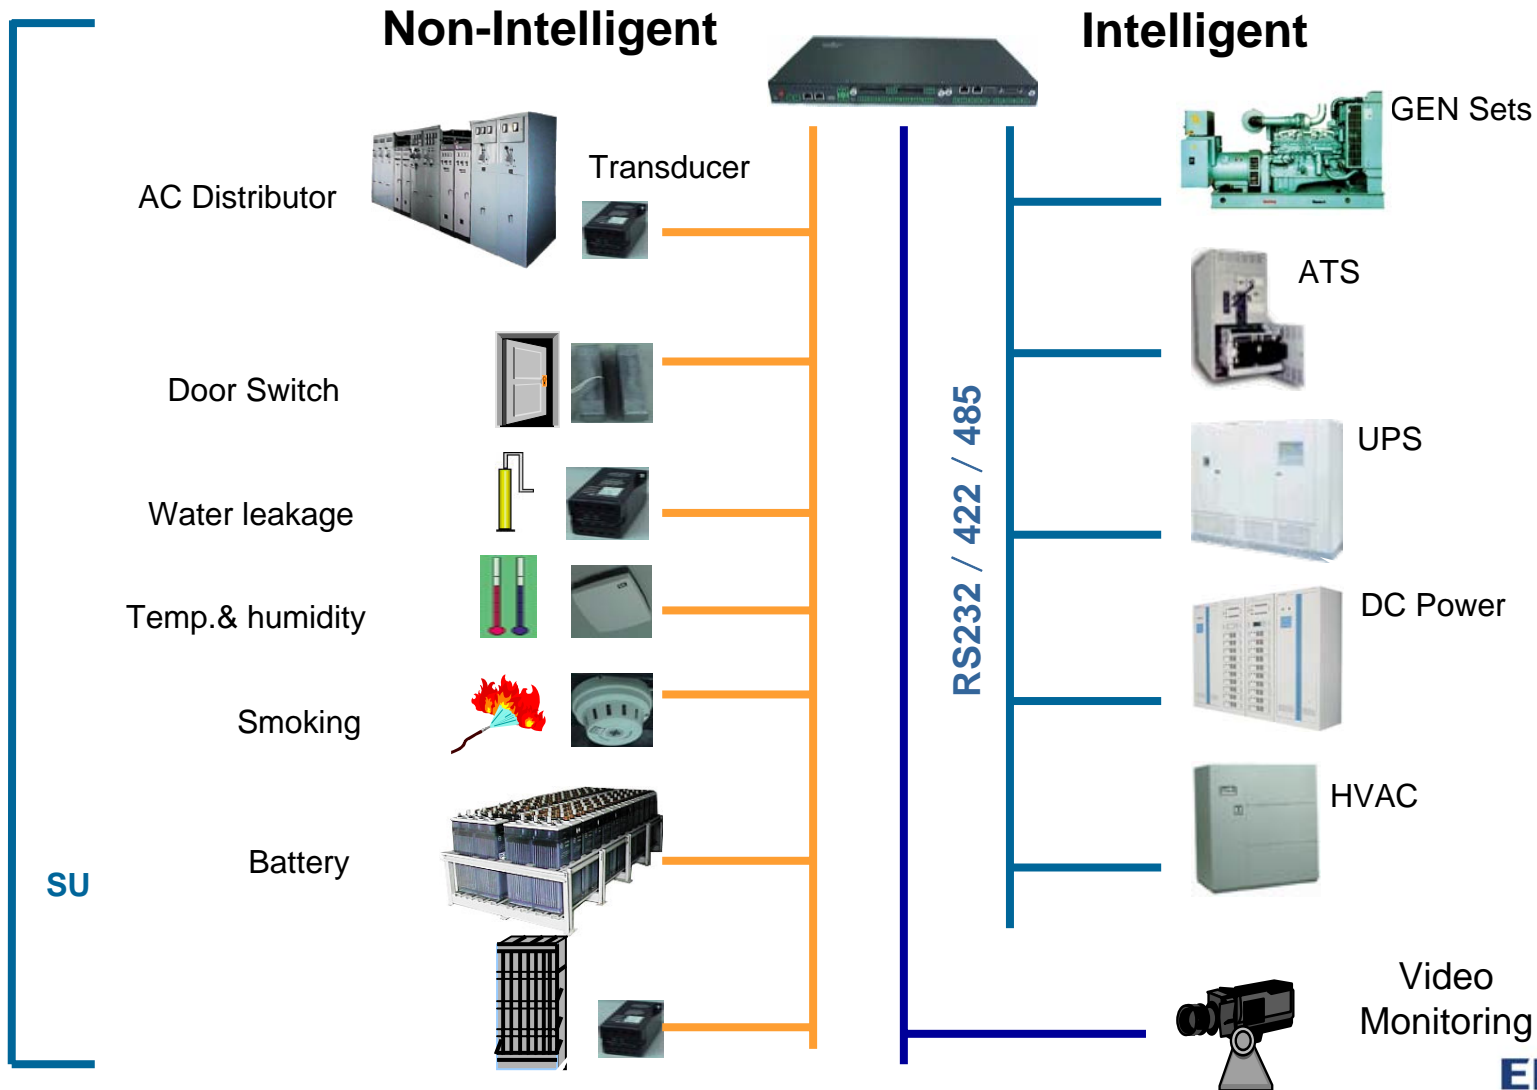 Non-Intelligent
Intelligent
GEN Sets
Transducer
AC Distributor
ATS
Door Switch
UPS
RS232 / 422 / 485
Water leakage
Temp.& humidity
DC Power
Smoking
HVAC
Battery
SU
Video
Monitoring